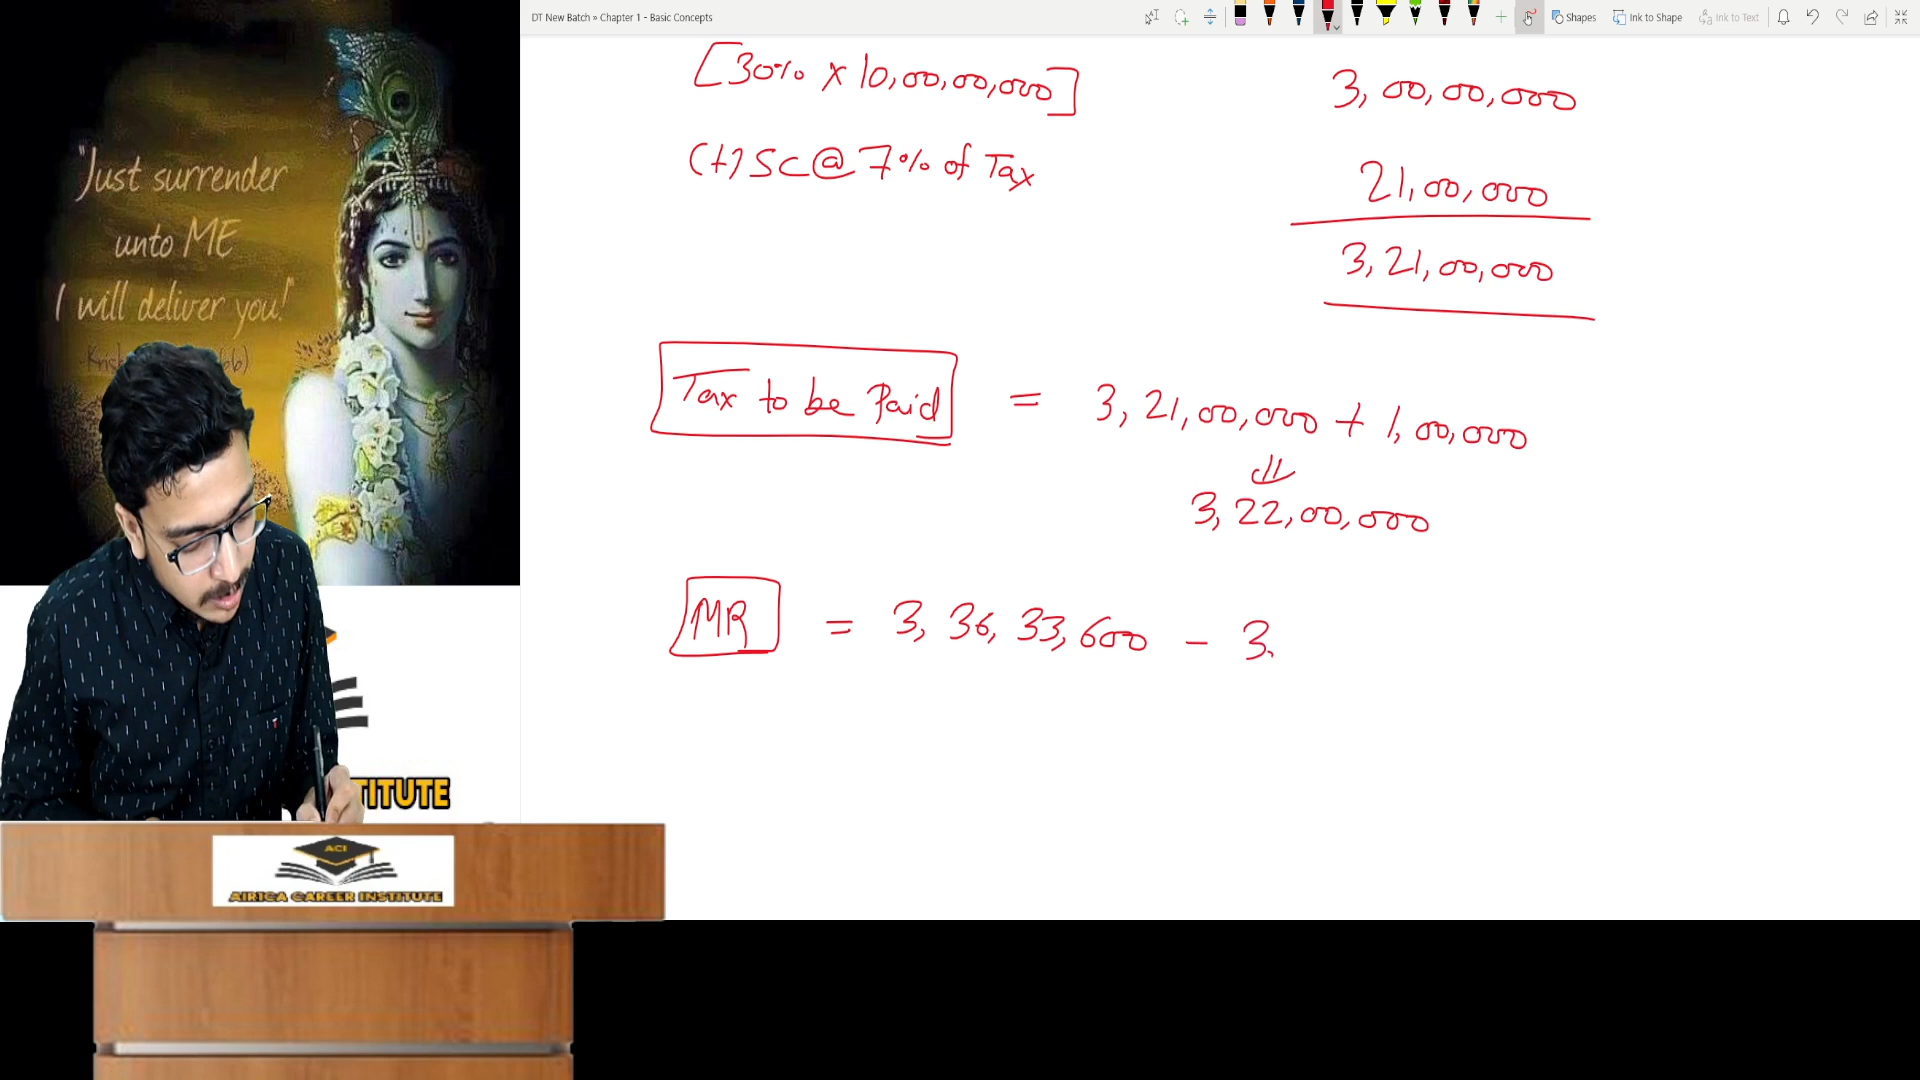 DT New Batch » Chapter 1 - Basic Concepts
Shapes
Ink to Shape
Ink to Text
[30% x 10,00,00,000] 3,00,00,000
(+) SC @ 7% of Tax 21,00,000
3,21,00,000
Tax to be Paid = 3,21,00,000 + 1,00,000
3,22,00,000
MR = 3,36,33,600 - 3,
"Just surrender
unto ME
I will deliver you!"
TITUTE
ACI
AIRICA CAREER INSTITUTE